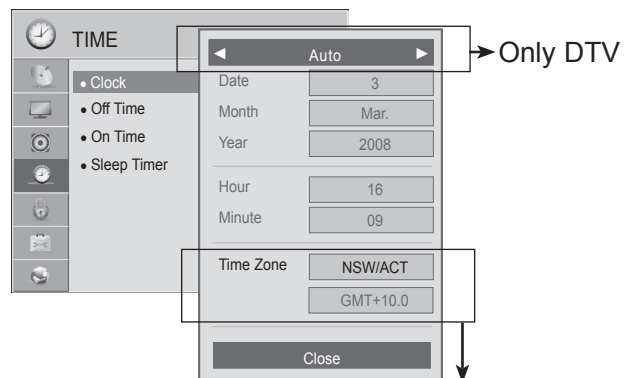 TIME
◀ Auto ▶
Only DTV
• Clock
• Off Time
• On Time
• Sleep Timer
Date 3
Month Mar.
Year 2008
Hour 16
Minute 09
Time Zone NSW/ACT
GMT+10.0
Close